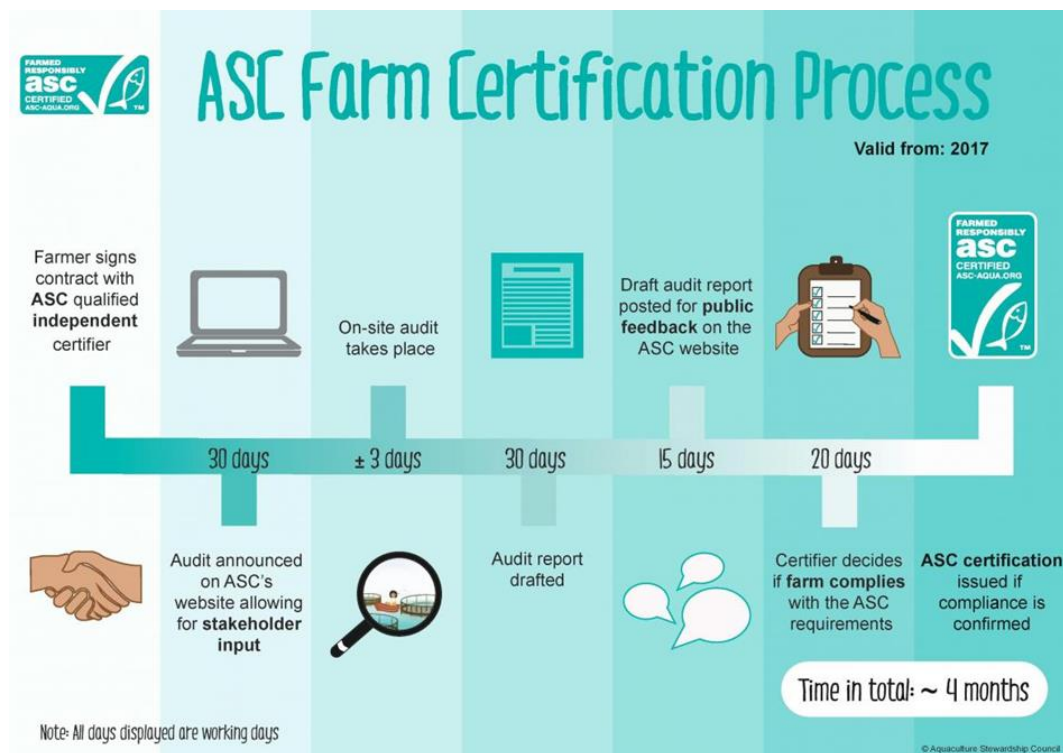 FARMED
RESPONSIBLY
asc
CERTIFIED
ASC-AQUA.ORG
TM
ASC Farm Certification Process
Valid from: 2017
Farmer signs
contract with
ASC qualified
independent
certifier
On-site audit
takes place
Draft audit report
posted for public
feedback on the
ASC website
FARMED
RESPONSIBLY
asc
CERTIFIED
ASC-AQUA.ORG
TM
30 days
± 3 days
30 days
15 days
20 days
Audit announced
on ASC's
website allowing
for stakeholder
input
Audit report
drafted
Certifier decides
if farm complies
with the ASC
requirements
ASC certification
issued if
compliance is
confirmed
Time in total: ~ 4 months
Note: All days displayed are working days
© Aquaculture Stewardship Council